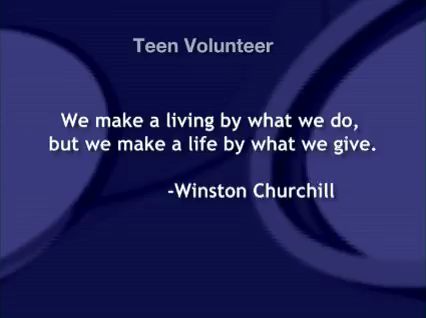 Teen Volunteer
We make a living by what we do,
but we make a life by what we give.
-Winston Churchill